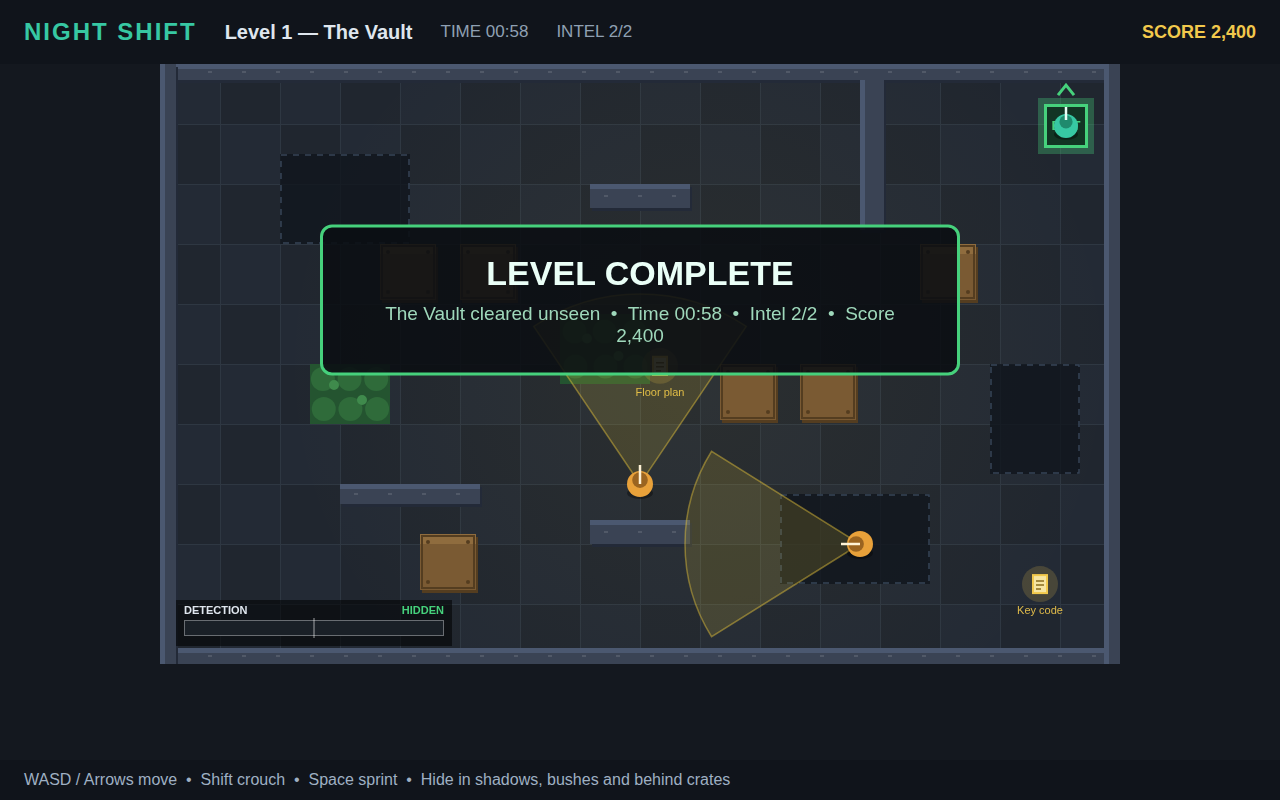 NIGHT SHIFT
Level 1 — The Vault
TIME 00:58
INTEL 2/2
SCORE 2,400
LEVEL COMPLETE
The Vault cleared unseen • Time 00:58 • Intel 2/2 • Score
2,400
Floor plan
Key code
DETECTION
HIDDEN
WASD / Arrows move • Shift crouch • Space sprint • Hide in shadows, bushes and behind crates